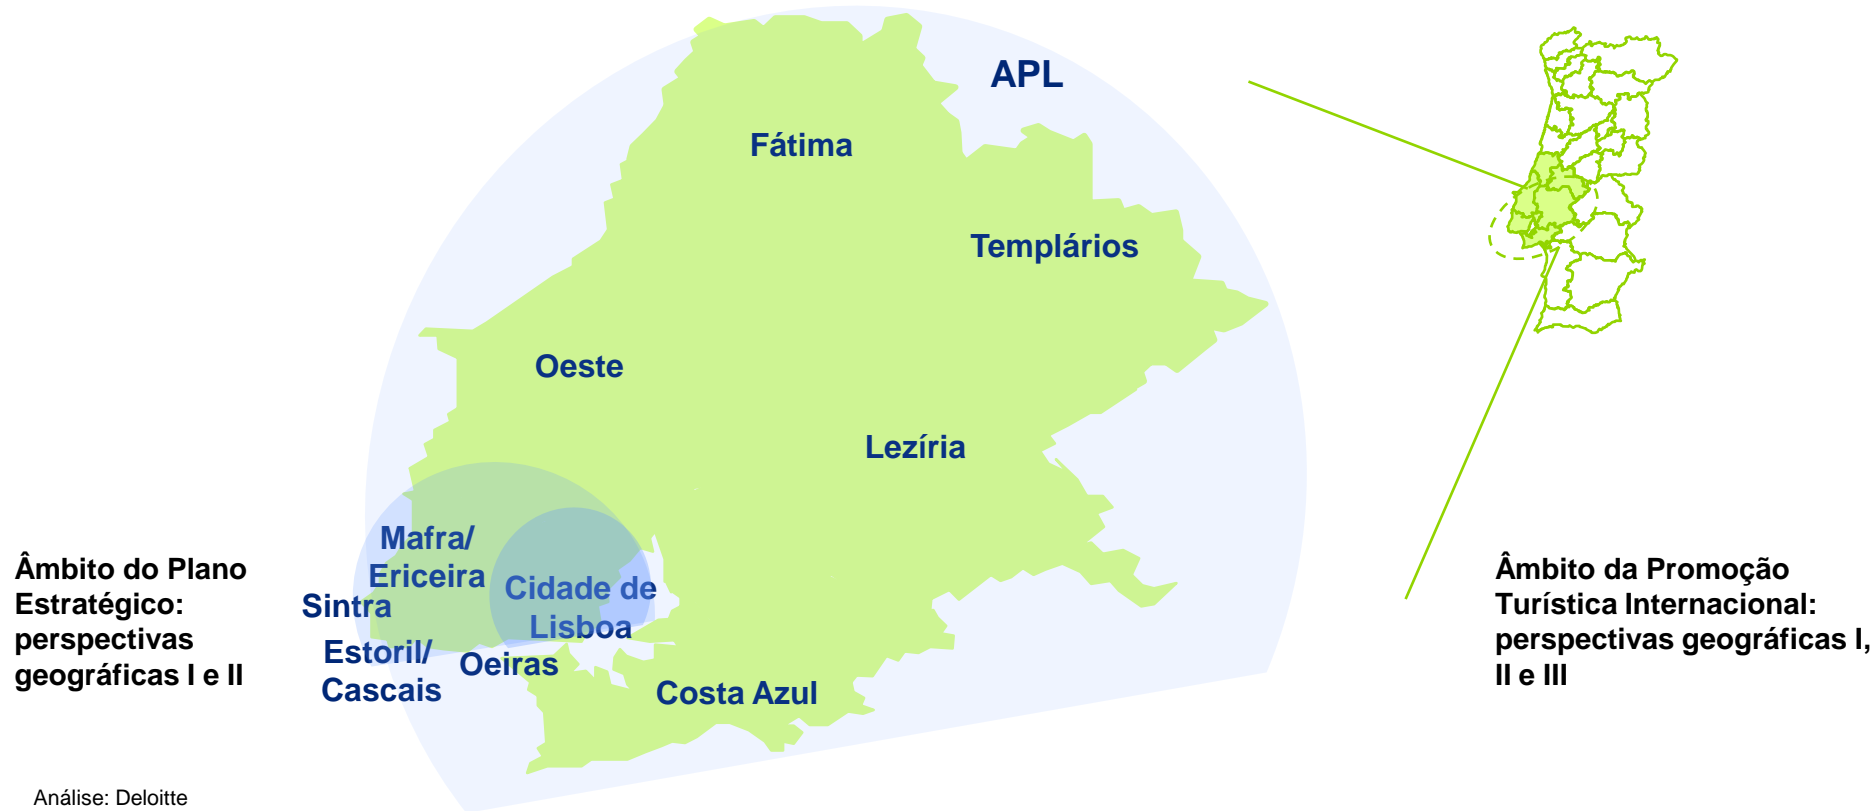 APL
Fátima
Templários
Oeste
Lezíria
Mafra/
Ericeira
Sintra
Cidade de
Lisboa
Estoril/
Cascais
Oeiras
Costa Azul
Âmbito do Plano
Estratégico:
perspectivas
geográficas I e II
Âmbito da Promoção
Turística Internacional:
perspectivas geográficas I,
II e III
Análise: Deloitte